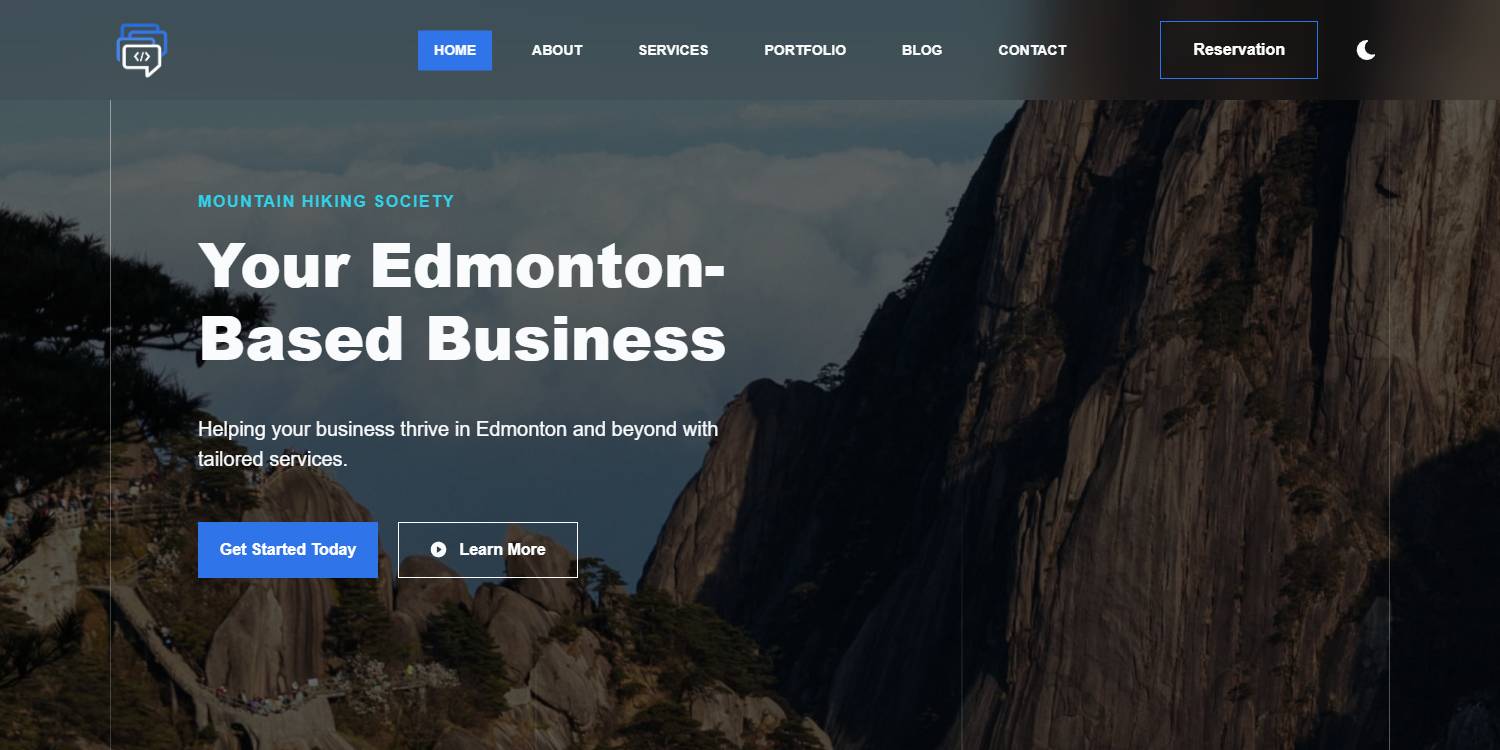 </>
HOME ABOUT SERVICES PORTFOLIO BLOG CONTACT Reservation
MOUNTAIN HIKING SOCIETY
Your Edmonton-
Based Business
Helping your business thrive in Edmonton and beyond with
tailored services.
Get Started Today Learn More